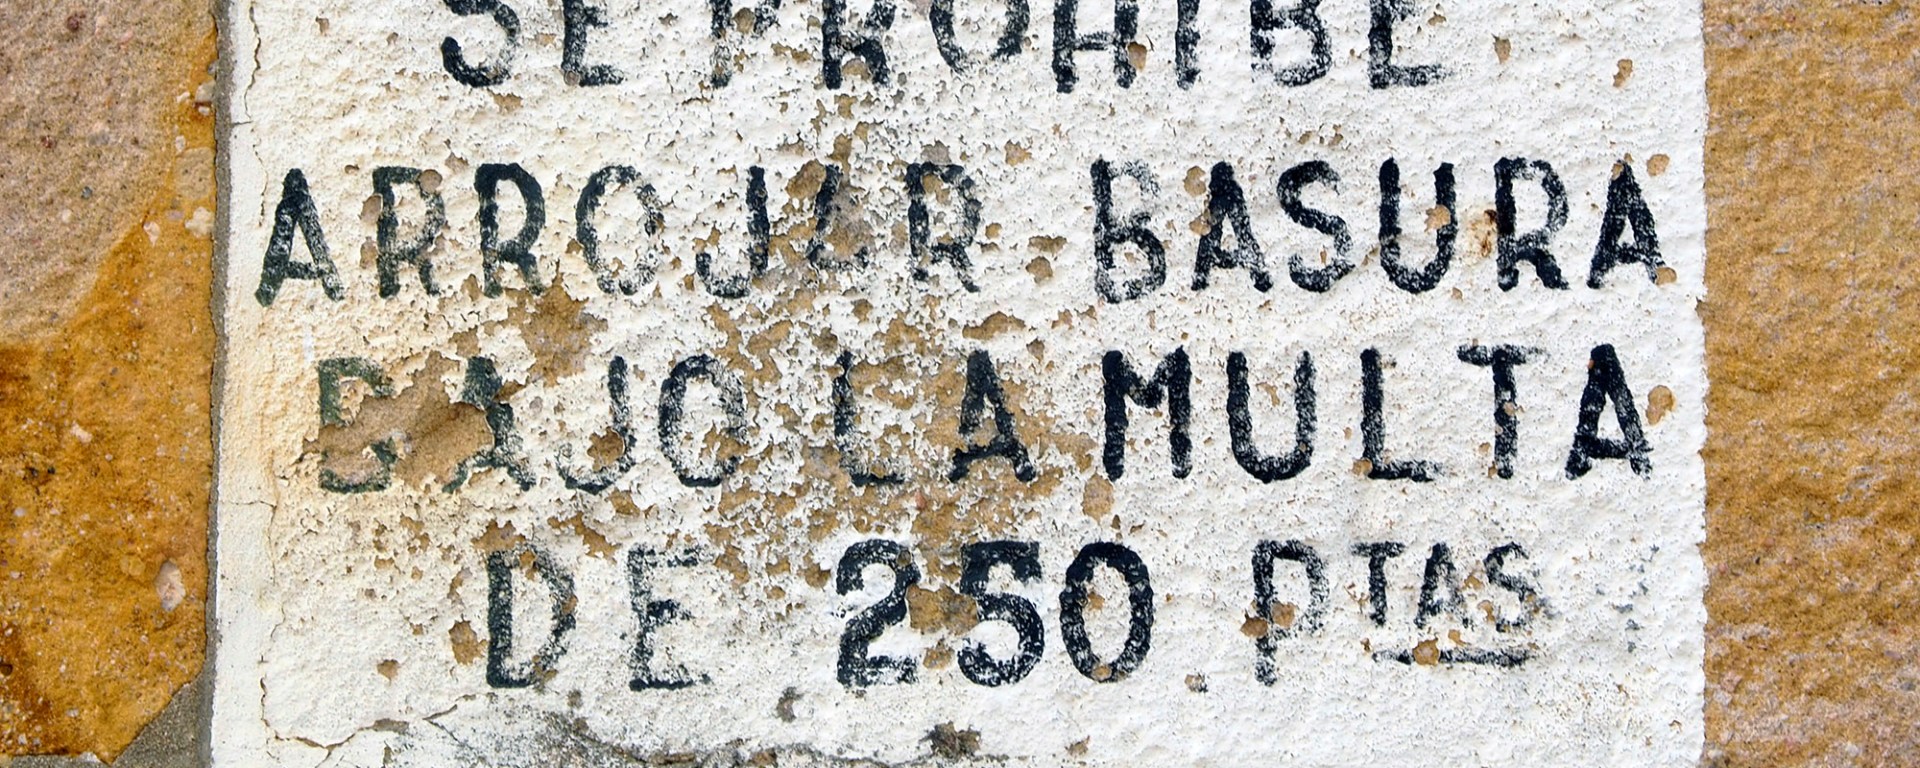 SE PROHIBE
ARROJAR BASURA
BAJO LA MULTA
DE 250 PTAS